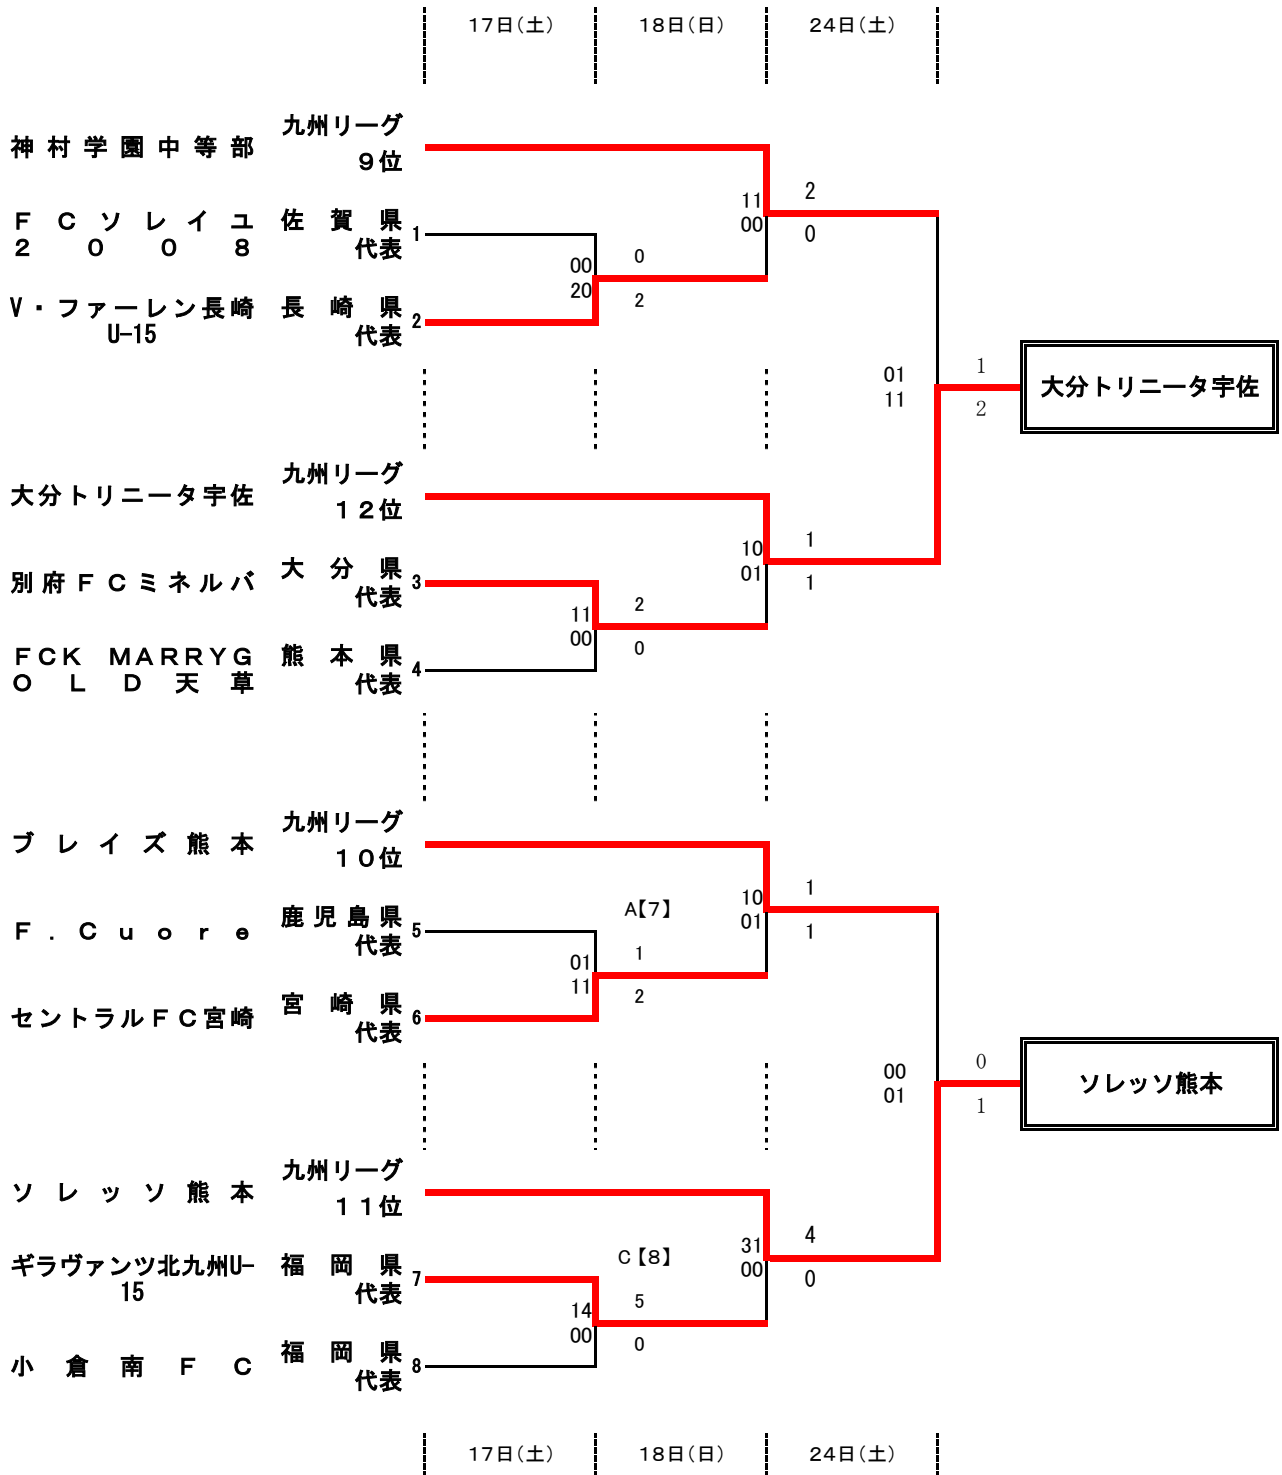 17日(土) 18日(日) 24日(土)
九州リーグ
神村学園中等部 9位
11 2
00 0
FCソレイユ 佐賀県
2008 代表 1
00 0
20 2
V・ファーレン長崎 長崎県
U-15 代表 2
01 1
11 2
大分トリニータ宇佐
九州リーグ
大分トリニータ宇佐 12位
10 1
01 1
別府FCミネルバ 大分県
代表 3
11 2
00 0
FCK MARRYG 熊本県
OLD天草 代表 4
九州リーグ
ブレイズ熊本 10位
10 1
01 1
A【7】
F.Cuore 鹿児島県
代表 5
01 1
11 2
セントラルFC宮崎 宮崎県
代表 6
00 0
01 1
ソレッソ熊本
九州リーグ
ソレッソ熊本 11位
31 4
00 0
C【8】
ギラヴァンツ北九州U- 福岡県
15 代表 7
14 5
00 0
小倉南FC 福岡県
代表 8
17日(土) 18日(日) 24日(土)